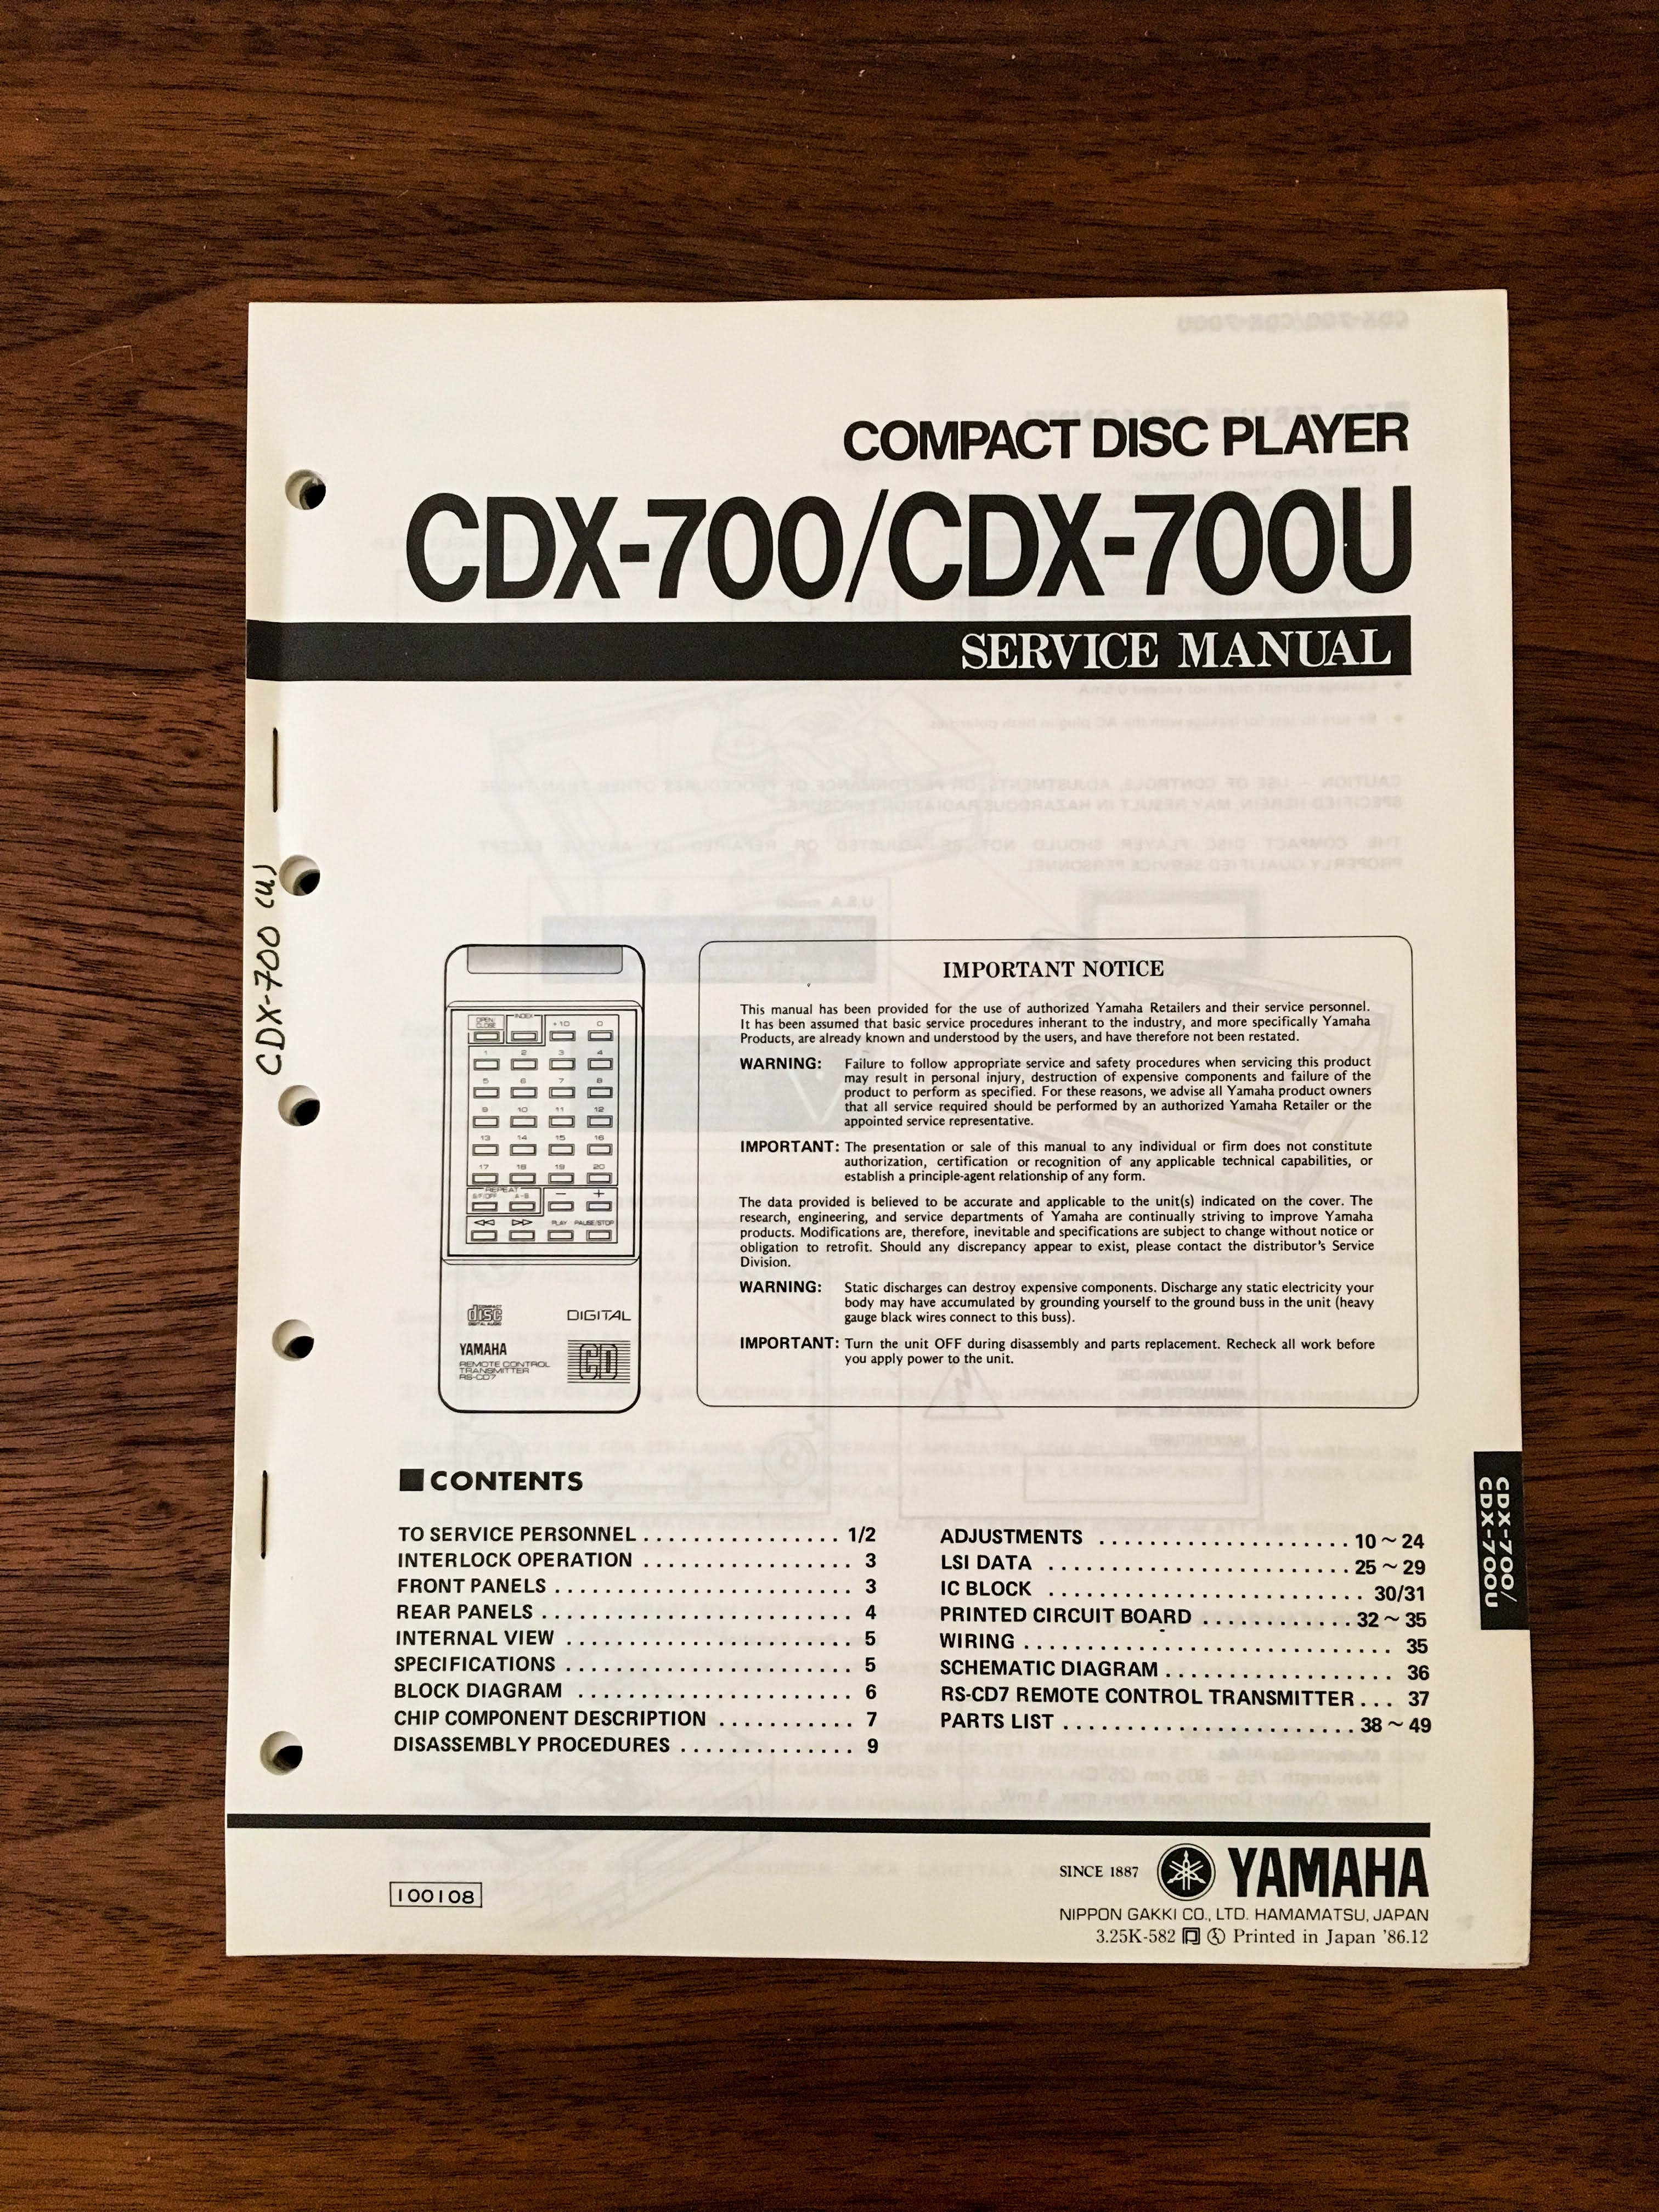 COMPACT DISC PLAYER
CDX-700/CDX-700U
SERVICE MANUAL
CDX-700 (U)
OPEN/
CLOSE
INDEX
+10
0
1 2 3 4
5 6 7 8
9 10 11 12
13 14 15 16
17 18 19 20
REPEAT
S/F/OFF A-B − +
PLAY PAUSE/STOP
COMPACT
disc
DIGITAL AUDIO
DIGITAL
YAMAHA
REMOTE CONTROL
TRANSMITTER
RS-CD7
CD
IMPORTANT NOTICE
This manual has been provided for the use of authorized Yamaha Retailers and their service personnel.
It has been assumed that basic service procedures inherant to the industry, and more specifically Yamaha
Products, are already known and understood by the users, and have therefore not been restated.
WARNING: Failure to follow appropriate service and safety procedures when servicing this product
may result in personal injury, destruction of expensive components and failure of the
product to perform as specified. For these reasons, we advise all Yamaha product owners
that all service required should be performed by an authorized Yamaha Retailer or the
appointed service representative.
IMPORTANT: The presentation or sale of this manual to any individual or firm does not constitute
authorization, certification or recognition of any applicable technical capabilities, or
establish a principle-agent relationship of any form.
The data provided is believed to be accurate and applicable to the unit(s) indicated on the cover. The
research, engineering, and service departments of Yamaha are continually striving to improve Yamaha
products. Modifications are, therefore, inevitable and specifications are subject to change without notice or
obligation to retrofit. Should any discrepancy appear to exist, please contact the distributor's Service
Division.
WARNING: Static discharges can destroy expensive components. Discharge any static electricity your
body may have accumulated by grounding yourself to the ground buss in the unit (heavy
gauge black wires connect to this buss).
IMPORTANT: Turn the unit OFF during disassembly and parts replacement. Recheck all work before
you apply power to the unit.
■CONTENTS
TO SERVICE PERSONNEL . . . . . . . . . . . . . . . . 1/2
INTERLOCK OPERATION . . . . . . . . . . . . . . . . . 3
FRONT PANELS . . . . . . . . . . . . . . . . . . . . . . . . 3
REAR PANELS . . . . . . . . . . . . . . . . . . . . . . . . . 4
INTERNAL VIEW . . . . . . . . . . . . . . . . . . . . . . . 5
SPECIFICATIONS . . . . . . . . . . . . . . . . . . . . . . . 5
BLOCK DIAGRAM . . . . . . . . . . . . . . . . . . . . . . 6
CHIP COMPONENT DESCRIPTION . . . . . . . . . . . 7
DISASSEMBLY PROCEDURES . . . . . . . . . . . . . . 9
ADJUSTMENTS . . . . . . . . . . . . . . . . . . . . 10 ~ 24
LSI DATA . . . . . . . . . . . . . . . . . . . . . . . . 25 ~ 29
IC BLOCK . . . . . . . . . . . . . . . . . . . . . . . . . 30/31
PRINTED CIRCUIT BOARD . . . . . . . . . . . . 32 ~ 35
WIRING . . . . . . . . . . . . . . . . . . . . . . . . . . . . . 35
SCHEMATIC DIAGRAM . . . . . . . . . . . . . . . . . . 36
RS-CD7 REMOTE CONTROL TRANSMITTER . . . 37
PARTS LIST . . . . . . . . . . . . . . . . . . . . . . . 38 ~ 49
CDX-700/
CDX-700U
100108
SINCE 1887 YAMAHA
NIPPON GAKKI CO., LTD. HAMAMATSU, JAPAN
3.25K-582 Printed in Japan '86.12